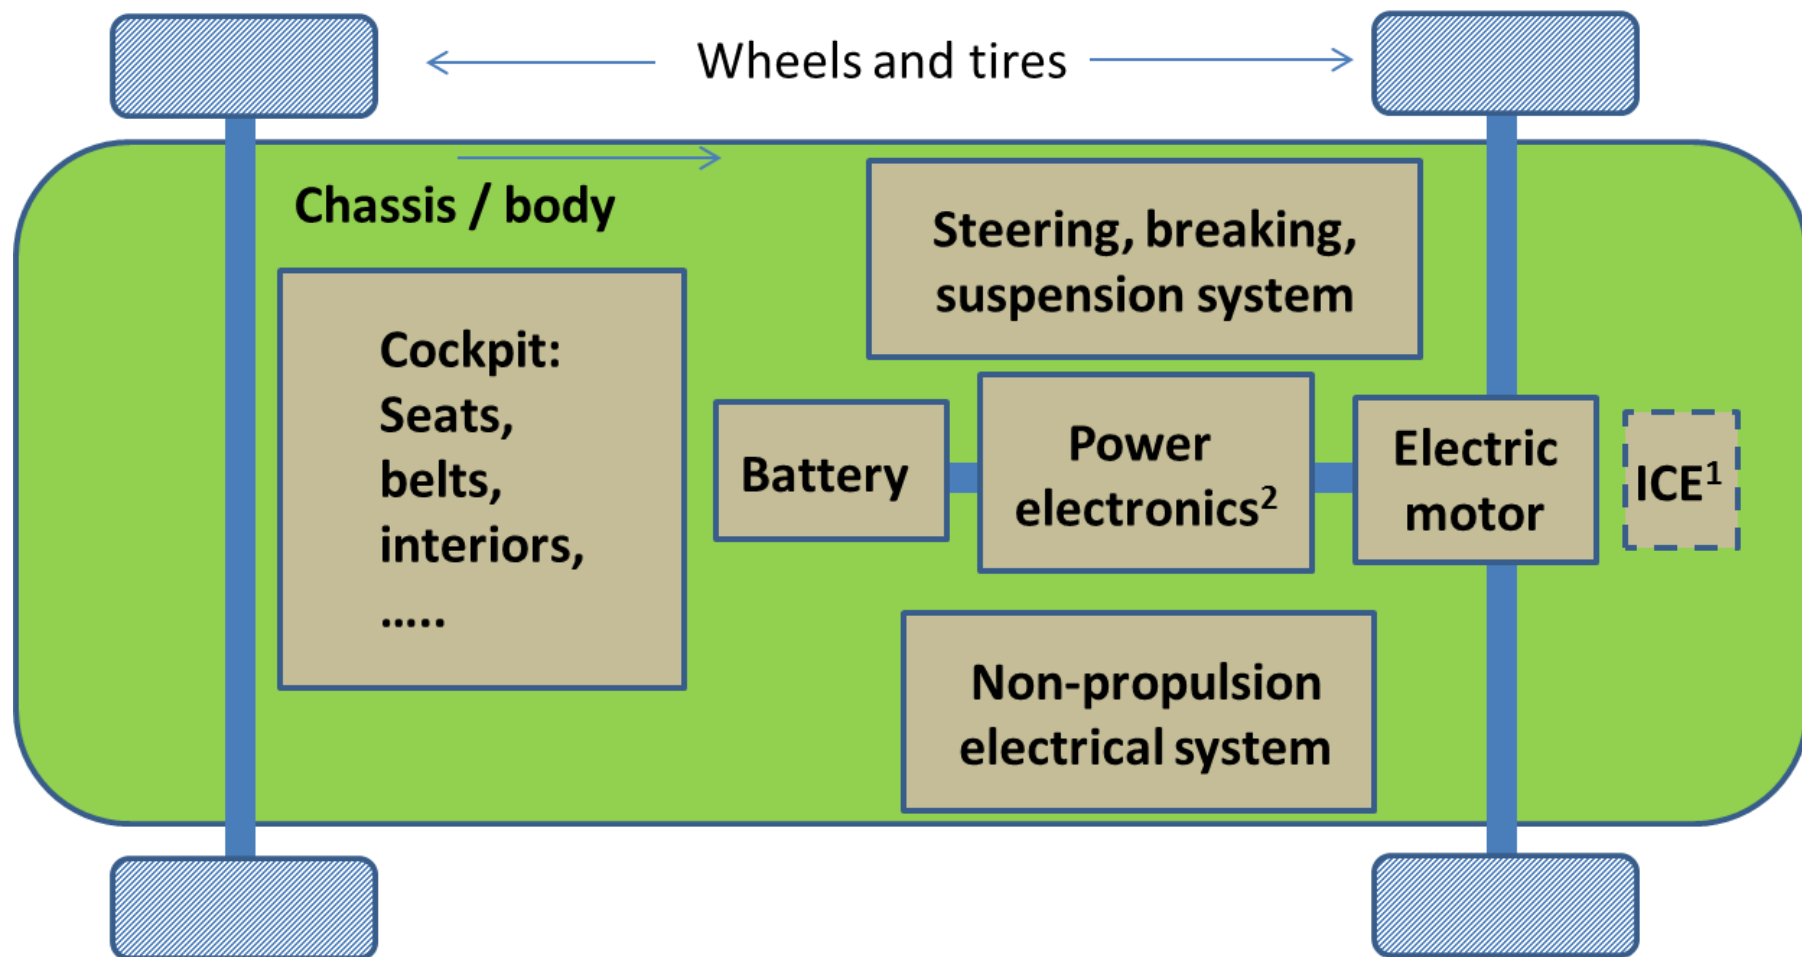 Wheels and tires
Chassis / body
Steering, breaking,
suspension system
Cockpit:
Seats,
belts,
interiors,
.....
Battery
Power
electronics²
Electric
motor
ICE¹
Non-propulsion
electrical system